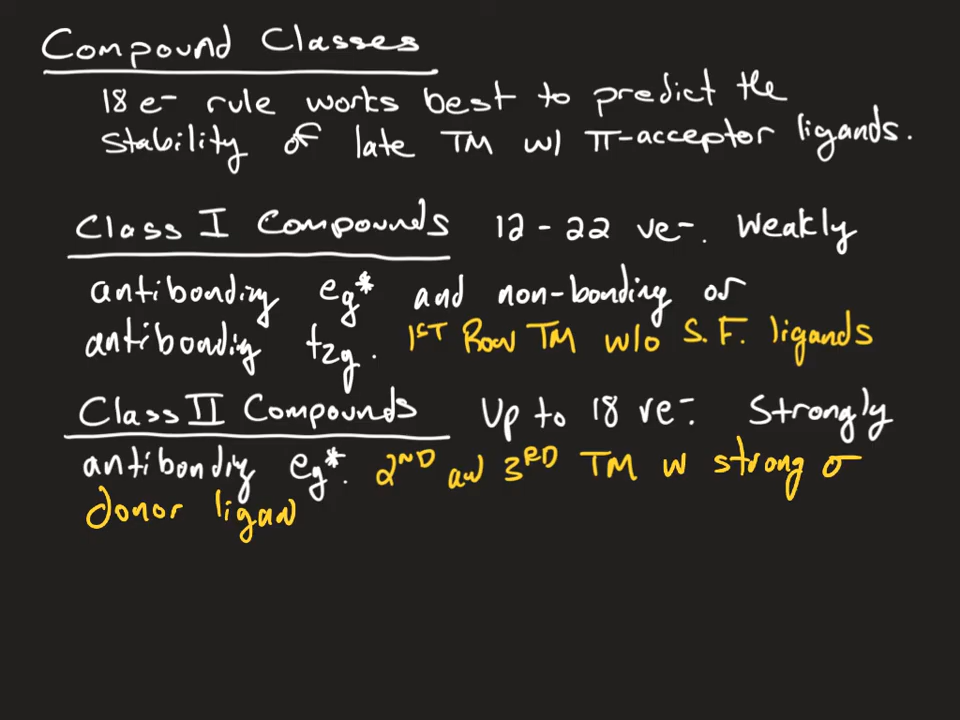 Compound Classes
18 e- rule works best to predict the
stability of late TM w/ π-acceptor ligands.
Class I Compounds 12 - 22 ve-. Weakly
antibonding eg* and non-bonding or
antibonding t2g. 1ST Row TM w/o S.F. ligands
Class II Compounds Up to 18 ve-. Strongly
antibonding eg*. 2ND and 3RD TM w strong σ
donor ligan